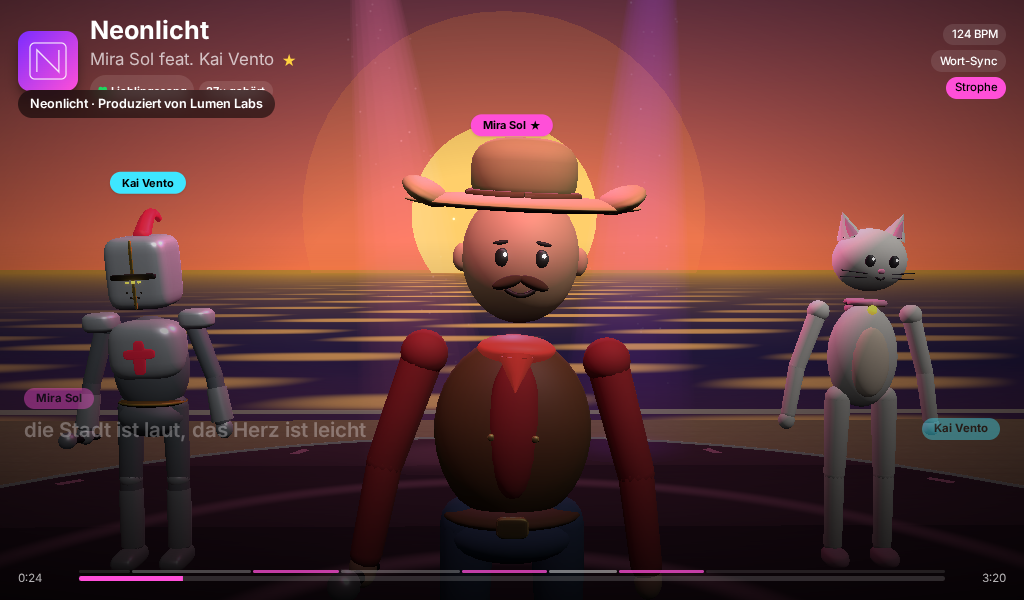 Neonlicht
Mira Sol feat. Kai Vento ★
Neonlicht · Produziert von Lumen Labs
124 BPM
Wort-Sync
Strophe
Mira Sol ★
Kai Vento
Mira Sol
die Stadt ist laut, das Herz ist leicht
Kai Vento
0:24
3:20